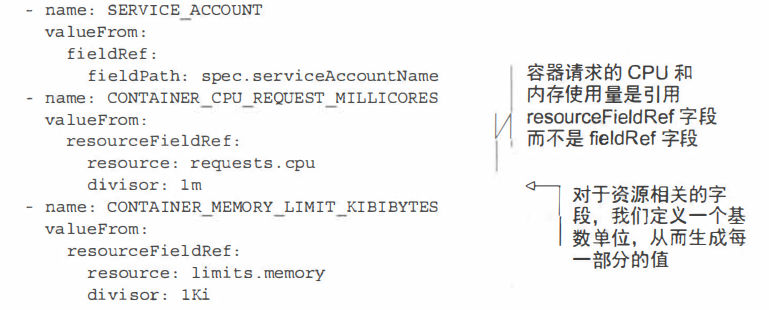 - name: SERVICE_ACCOUNT
valueFrom:
fieldRef:
fieldPath: spec.serviceAccountName
- name: CONTAINER_CPU_REQUEST_MILLICORES
valueFrom:
resourceFieldRef:
resource: requests.cpu
divisor: 1m
- name: CONTAINER_MEMORY_LIMIT_KIBIBYTES
valueFrom:
resourceFieldRef:
resource: limits.memory
divisor: 1Ki
容器请求的 CPU 和
内存使用量是引用
resourceFieldRef 字段
而不是 fieldRef 字段
对于资源相关的字
段，我们定义一个基
数单位，从而生成每
一部分的值